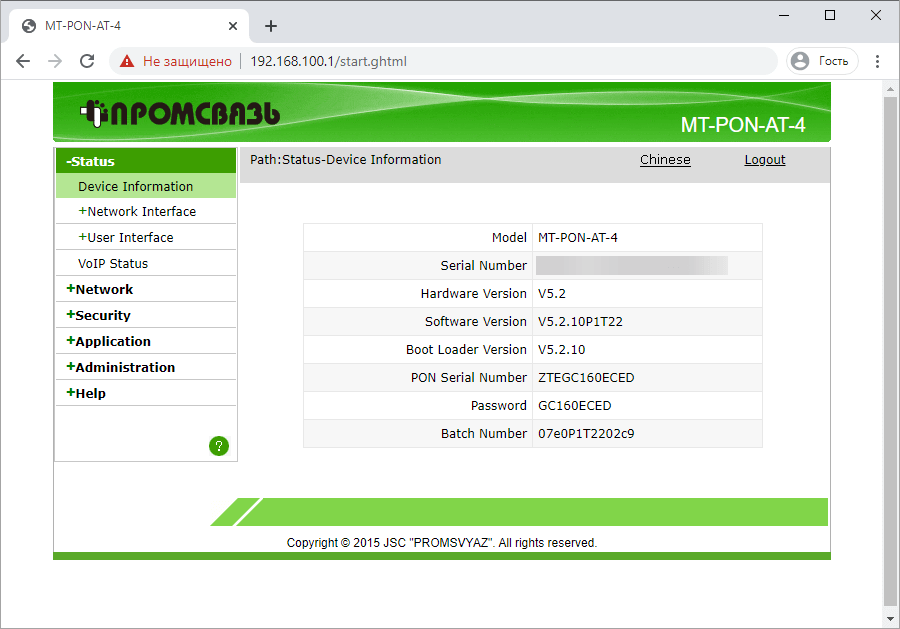 MT-PON-AT-4
Не защищено
192.168.100.1/start.ghtml
Гость
ПРОМСВЯЗЬ
MT-PON-AT-4
-Status
Path:Status-Device Information
Chinese
Logout
Device Information
+Network Interface
+User Interface
VoIP Status
+Network
+Security
+Application
+Administration
+Help
?
Model MT-PON-AT-4
Serial Number
Hardware Version V5.2
Software Version V5.2.10P1T22
Boot Loader Version V5.2.10
PON Serial Number ZTEGC160ECED
Password GC160ECED
Batch Number 07e0P1T2202c9
Copyright © 2015 JSC "PROMSVYAZ". All rights reserved.